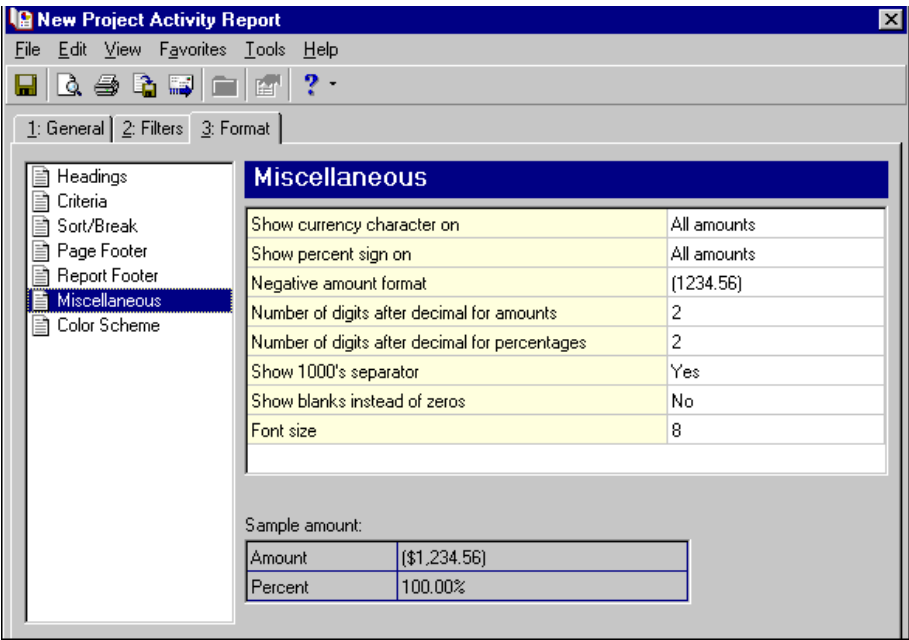 New Project Activity Report
File Edit View Favorites Tools Help
1: General 2: Filters 3: Format
Headings
Criteria
Sort/Break
Page Footer
Report Footer
Miscellaneous
Color Scheme
Miscellaneous
Show currency character on All amounts
Show percent sign on All amounts
Negative amount format (1234.56)
Number of digits after decimal for amounts 2
Number of digits after decimal for percentages 2
Show 1000's separator Yes
Show blanks instead of zeros No
Font size 8
Sample amount:
Amount ($1,234.56)
Percent 100.00%